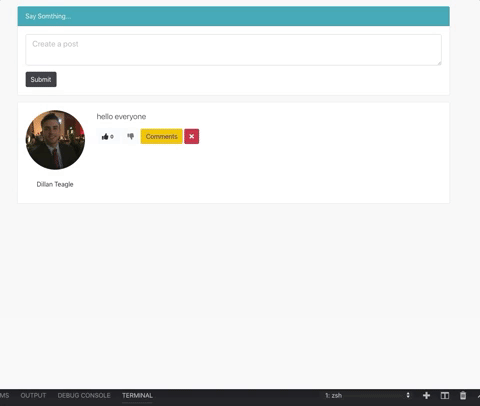 Say Somthing...
Create a post
Submit
hello everyone
0
Comments
Dillan Teagle
MS OUTPUT DEBUG CONSOLE TERMINAL 1: zsh